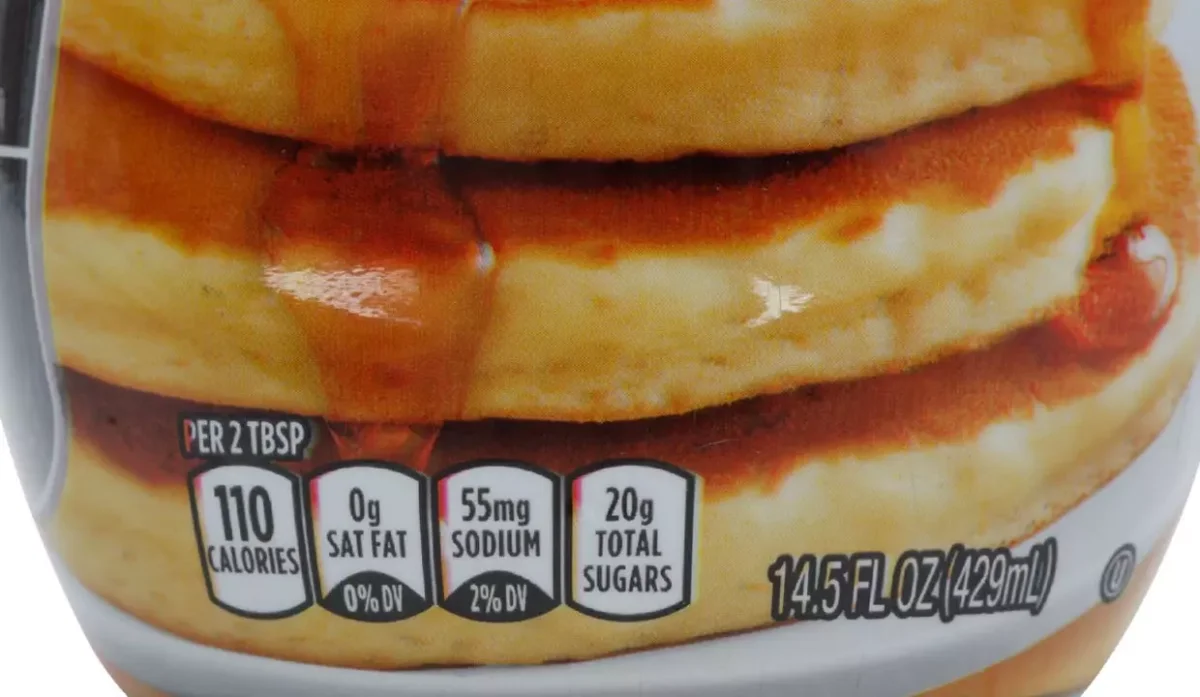 PER 2 TBSP
110
CALORIES
0g
SAT FAT
0% DV
55mg
SODIUM
2% DV
20g
TOTAL
SUGARS
14.5 FL OZ (429mL)
U